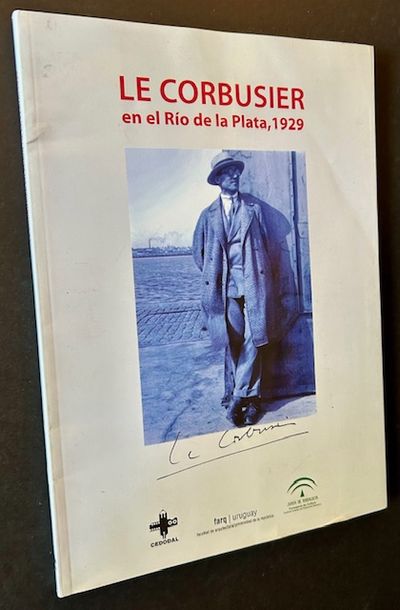 LE CORBUSIER
en el Río de la Plata, 1929
Le Corbusier
CEDODAL
farq | uruguay
facultad de arquitectura/universidad de la república
JUNTA DE ANDALUCIA